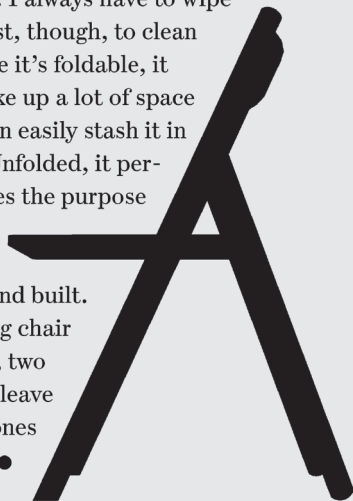 I always have to wipe
st, though, to clean
e it’s foldable, it
ke up a lot of space
n easily stash it in
Unfolded, it per-
es the purpose
nd built.
g chair
, two
leave
ones